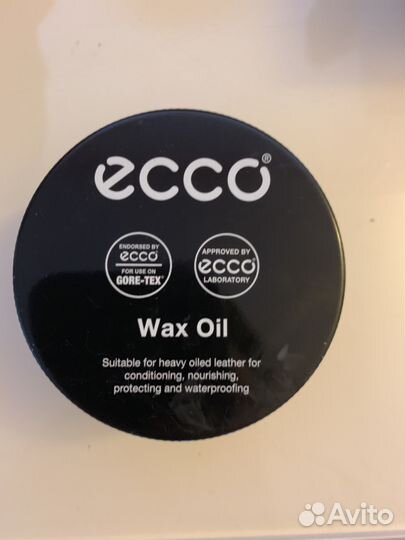 ecco®
ENDORSED BY
ecco
FOR USE ON
GORE-TEX®
APPROVED BY
ecco®
LABORATORY
Wax Oil
Suitable for heavy oiled leather for
conditioning, nourishing,
protecting and waterproofing
Avito